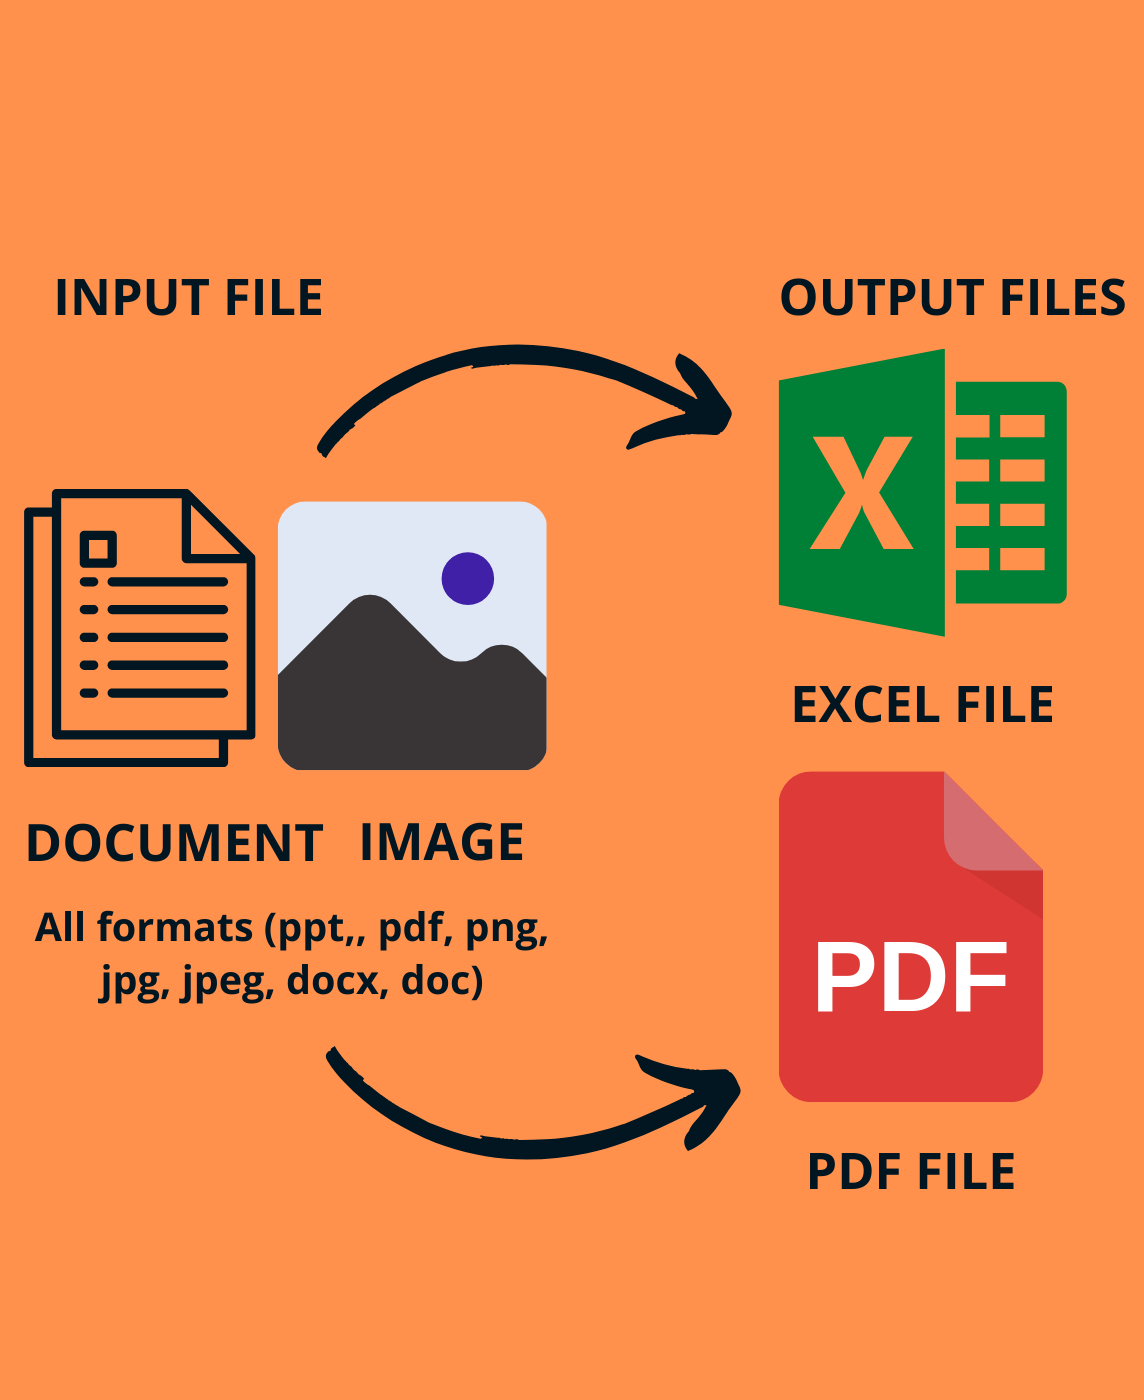 INPUT FILE
OUTPUT FILES
X
EXCEL FILE
DOCUMENT
IMAGE
All formats (ppt,, pdf, png,
jpg, jpeg, docx, doc)
PDF
PDF FILE